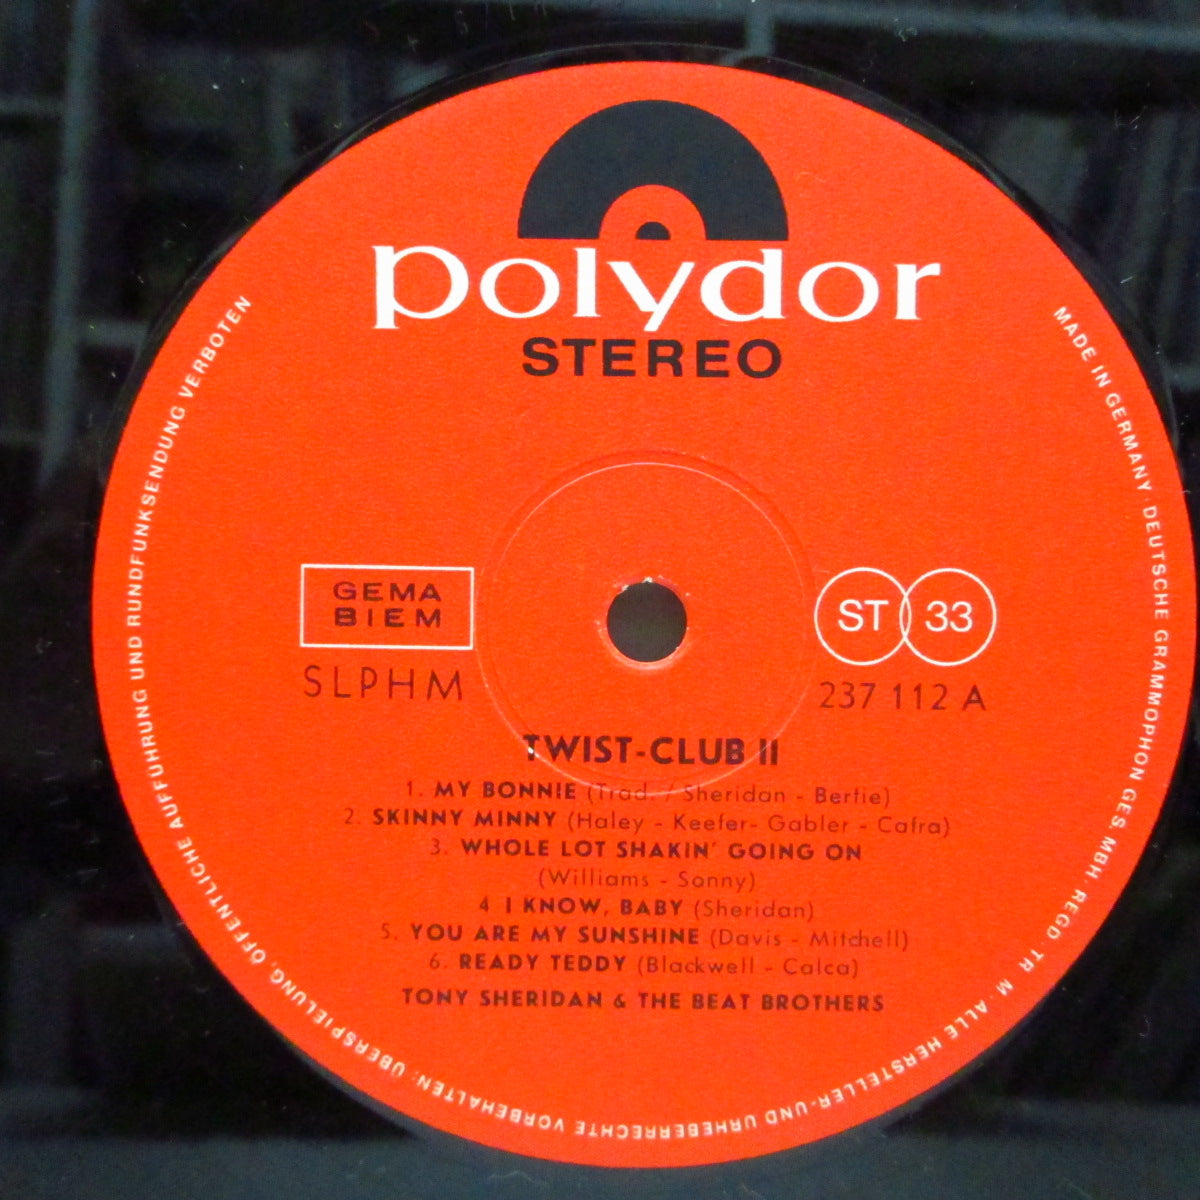 polydor
STEREO
GEMA
BIEM
SLPHM
ST 33
237 112 A
TWIST-CLUB II
1. MY BONNIE (Trad. / Sheridan - Bertie)
2. SKINNY MINNY (Haley - Keefer- Gabler - Cafra)
3. WHOLE LOT SHAKIN' GOING ON
(Williams - Sonny)
4 I KNOW, BABY (Sheridan)
5. YOU ARE MY SUNSHINE (Davis - Mitchell)
6. READY TEDDY (Blackwell - Calca)
TONY SHERIDAN & THE BEAT BROTHERS
MADE IN GERMANY · DEUTSCHE GRAMMOPHON GES. MBH · REGD. TR. M. · ALLE HERSTELLER- UND URHEBERRECHTE VORBEHALTEN · ÜBERSPIELUNG, ÖFFENTLICHE AUFFÜHRUNG UND RUNDFUNKSENDUNG VERBOTEN